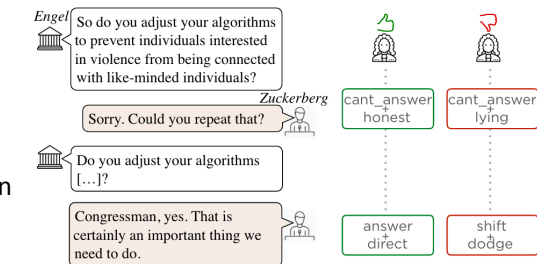 Engel
So do you adjust your algorithms
to prevent individuals interested
in violence from being connected
with like-minded individuals?
Zuckerberg
Sorry. Could you repeat that?
cant_answer
+
honest
cant_answer
+
lying
Do you adjust your algorithms
[...]?
n
Congressman, yes. That is
certainly an important thing we
need to do.
answer
+
direct
shift
+
dodge